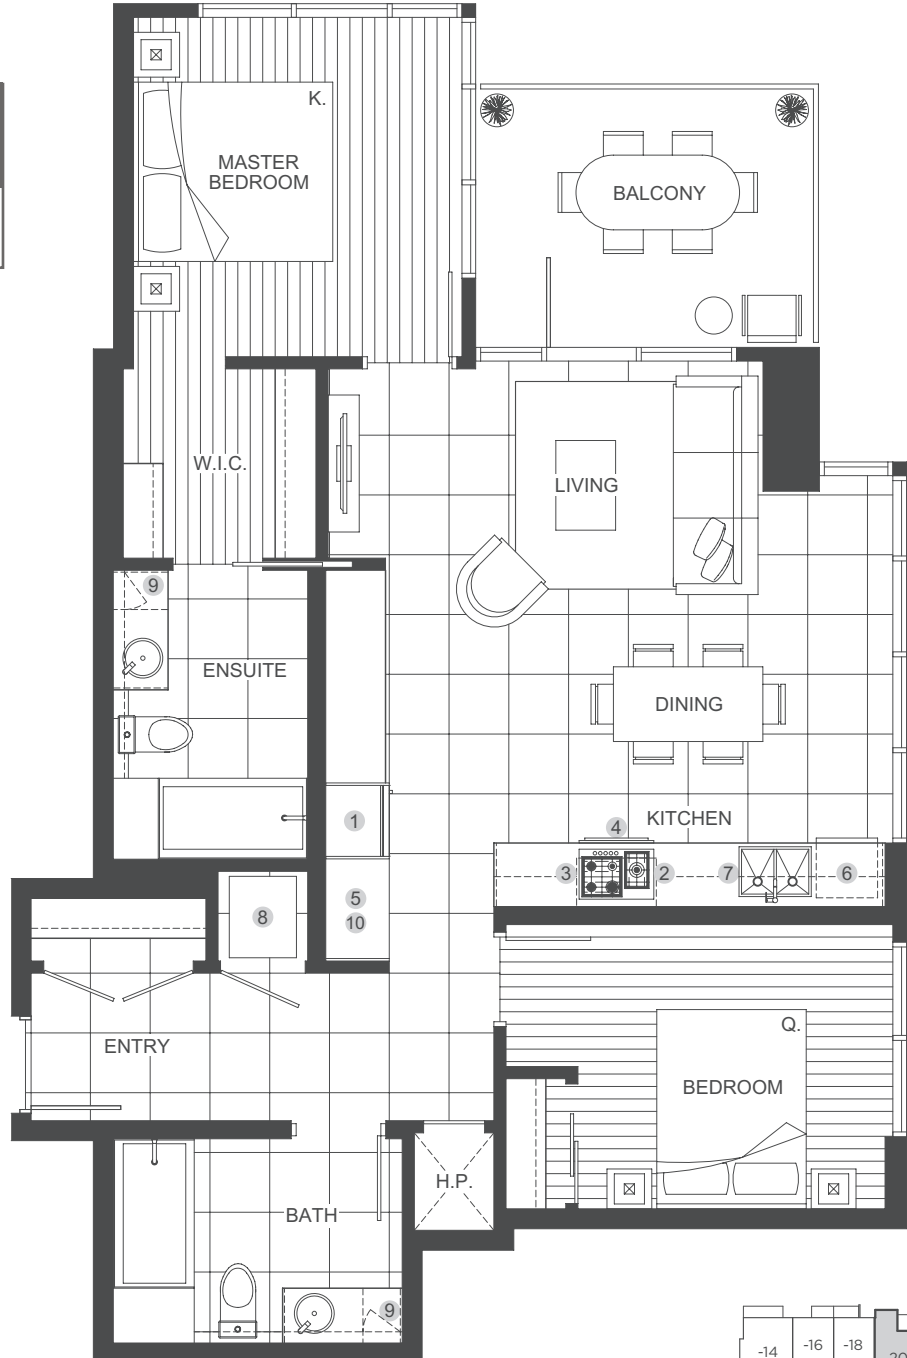 K.
MASTER
BEDROOM
BALCONY
W.I.C.
LIVING
9
ENSUITE
DINING
KITCHEN
4
1
3
2
7
6
5
10
8
Q.
ENTRY
BEDROOM
H.P.
BATH
9
-14
-16
-18